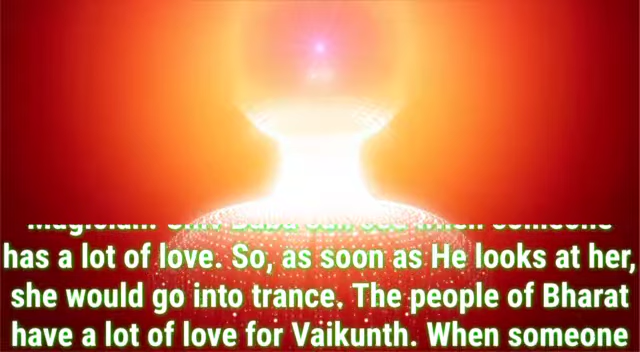 someone
has a lot of love. So, as soon as He looks at her,
she would go into trance. The people of Bharat
have a lot of love for Vaikunth. When someone